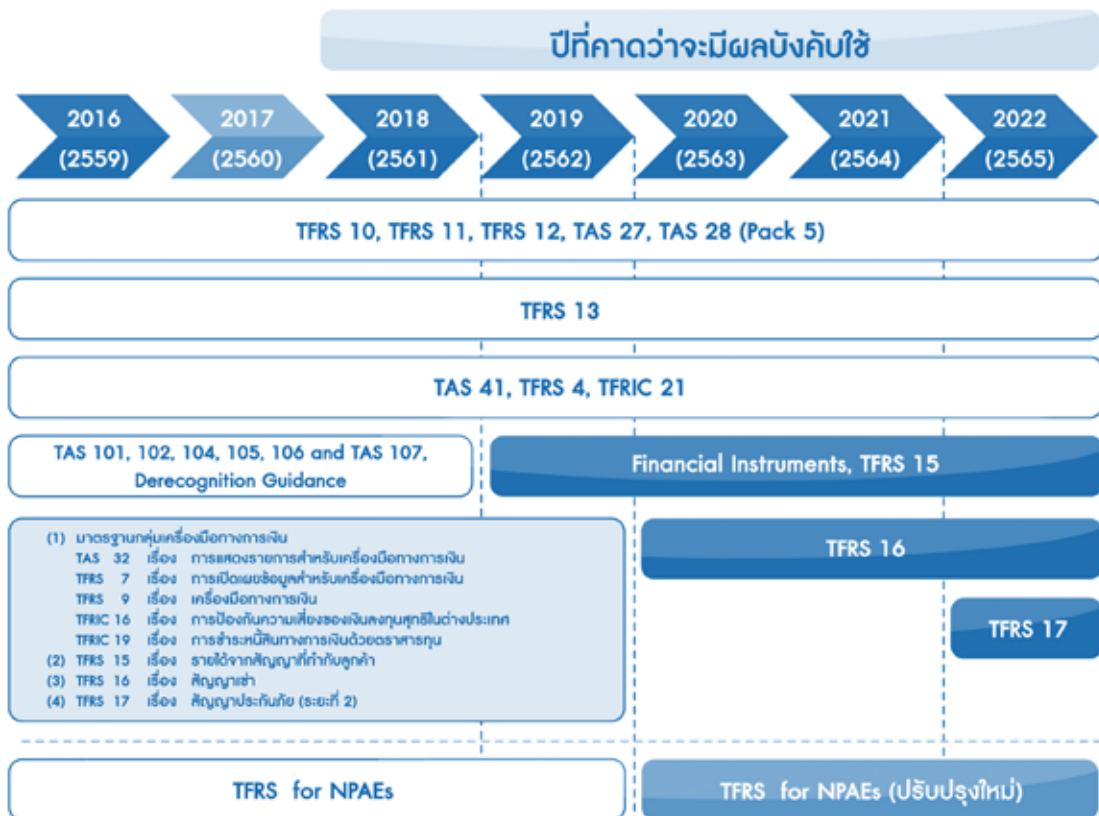 ปีที่คาดว่าจะมีผลบังคับใช้
2016 2017 2018 2019 2020 2021 2022
(2559) (2560) (2561) (2562) (2563) (2564) (2565)
TFRS 10, TFRS 11, TFRS 12, TAS 27, TAS 28 (Pack 5)
TFRS 13
TAS 41, TFRS 4, TFRIC 21
TAS 101, 102, 104, 105, 106 and TAS 107,
Derecognition Guidance
Financial Instruments, TFRS 15
(1) มาตรฐานกลุ่มเครื่องมือทางการเงิน
TAS 32 เรื่อง การแสดงรายการสำหรับเครื่องมือทางการเงิน
TFRS 7 เรื่อง การเปิดเผยข้อมูลสำหรับเครื่องมือทางการเงิน
TFRS 9 เรื่อง เครื่องมือทางการเงิน
TFRIC 16 เรื่อง การป้องกันความเสี่ยงของเงินลงทุนสุทธิในต่างประเทศ
TFRIC 19 เรื่อง การชำระหนี้สินทางการเงินด้วยตราสารทุน
(2) TFRS 15 เรื่อง รายได้จากสัญญาที่ทำกับลูกค้า
(3) TFRS 16 เรื่อง สัญญาเช่า
(4) TFRS 17 เรื่อง สัญญาประกันภัย (ระยะที่ 2)
TFRS 16
TFRS 17
TFRS for NPAEs
TFRS for NPAEs (ปรับปรุงใหม่)